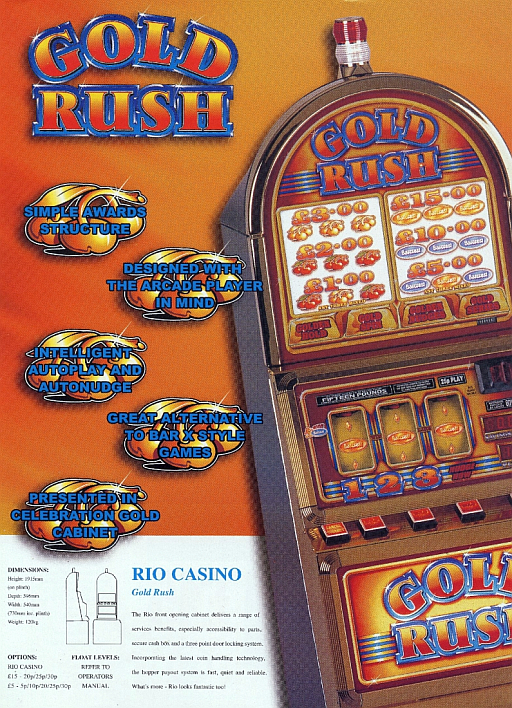 GOLD
RUSH
SIMPLE AWARDS
STRUCTURE
DESIGNED WITH
THE ARCADE PLAYER
IN MIND
INTELLIGENT
AUTOPLAY AND
AUTONUDGE
GREAT ALTERNATIVE
TO BAR X STYLE
GAMES
PRESENTED IN
CELEBRATION GOLD
CABINET
GOLD
RUSH
£3·00
£2·00
£1·00
£15·00
£10·00
£5·00
FIFTEEN POUNDS
25p PLAY
1-2-3
GOLD
RUSH
DIMENSIONS:
Height: 1935mm
(on plinth)
Depth: 598mm
Width: 540mm
(770mm inc. plinth)
Weight: 120kg
OPTIONS:
RIO CASINO
£15 - 20p/25p/30p
£5 - 5p/10p/20/25p/30p
FLOAT LEVELS:
REFER TO
OPERATORS
MANUAL
RIO CASINO
Gold Rush
The Rio front opening cabinet delivers a range of
services benefits, especially accessibility to parts,
secure cash box and a three point door locking system.
Incorporating the latest coin handling technology,
the hopper payout system is fast, quiet and reliable.
What's more - Rio looks fantastic too!